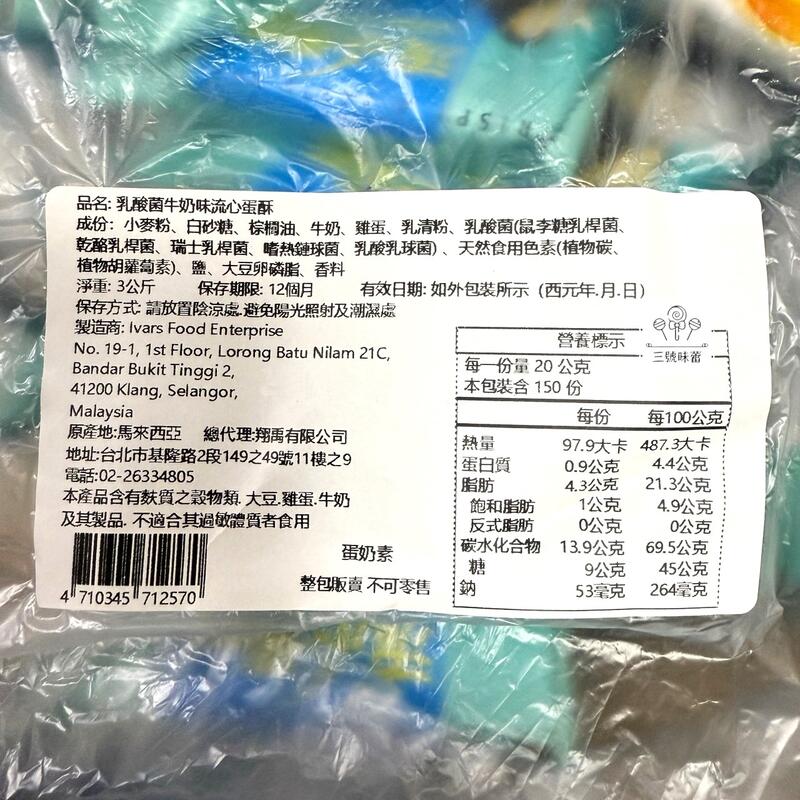 RISP
品名: 乳酸菌牛奶味流心蛋酥
成份: 小麥粉、白砂糖、棕櫚油、牛奶、雞蛋、乳清粉、乳酸菌(鼠李糖乳桿菌、
乾酪乳桿菌、瑞士乳桿菌、嗜熱鏈球菌、乳酸乳球菌)、天然食用色素(植物碳、
植物胡蘿蔔素)、鹽、大豆卵磷脂、香料
淨重: 3公斤 保存期限: 12個月 有效日期: 如外包裝所示 (西元年.月.日)
保存方式: 請放置陰涼處.避免陽光照射及潮濕處
製造商: Ivars Food Enterprise
No. 19-1, 1st Floor, Lorong Batu Nilam 21C,
Bandar Bukit Tinggi 2,
41200 Klang, Selangor,
Malaysia
原產地:馬來西亞 總代理:翔禹有限公司
地址:台北市基隆路2段149之49號11樓之9
電話:02-26334805
本產品含有麩質之穀物類.大豆.雞蛋.牛奶
及其製品. 不適合其過敏體質者食用
蛋奶素
整包販賣 不可零售
4 710345 712570
三號味蕾
營養標示
每一份量 20 公克
本包裝含 150 份
每份 每100公克
熱量 97.9大卡 487.3大卡
蛋白質 0.9公克 4.4公克
脂肪 4.3公克 21.3公克
飽和脂肪 1公克 4.9公克
反式脂肪 0公克 0公克
碳水化合物 13.9公克 69.5公克
糖 9公克 45公克
鈉 53毫克 264毫克